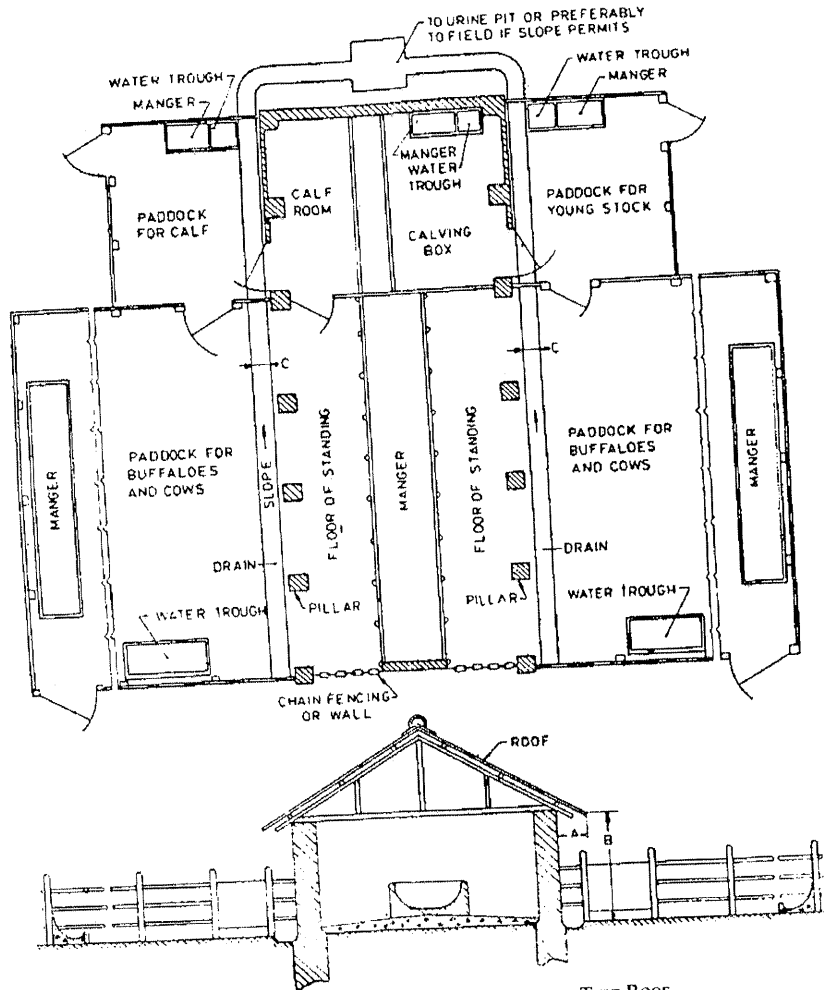 TO URINE PIT OR PREFERABLY
TO FIELD IF SLOPE PERMITS
WATER TROUGH
MANGER
WATER TROUGH
MANGER
MANGER
WATER
TROUGH
CALF
ROOM
PADDOCK
FOR CALF
CALVING
BOX
PADDOCK FOR
YOUNG STOCK
C
C
PADDOCK FOR
BUFFALOES
AND COWS
MANGER
SLOPE
FLOOR OF STANDING
MANGER
FLOOR OF STANDING
PADDOCK FOR
BUFFALOES
AND COWS
MANGER
DRAIN
DRAIN
PILLAR
PILLAR
WATER TROUGH
WATER TROUGH
CHAIN FENCING
OR WALL
ROOF
A
B